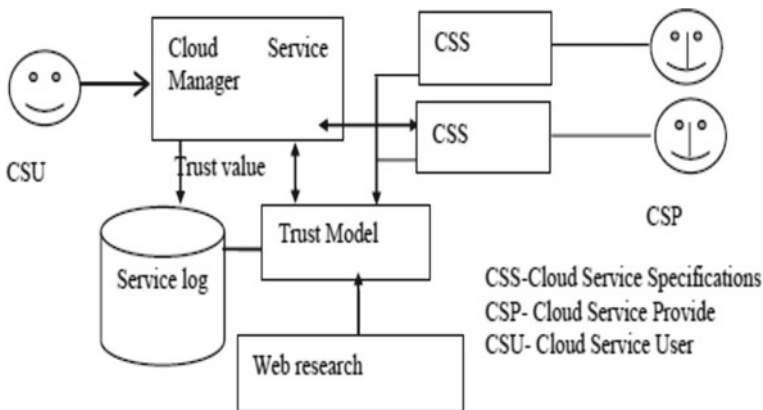 Cloud Service
Manager
CSS
CSS
CSU
Trust value
CSP
Trust Model
Service log
Web research
CSS-Cloud Service Specifications
CSP- Cloud Service Provide
CSU- Cloud Service User